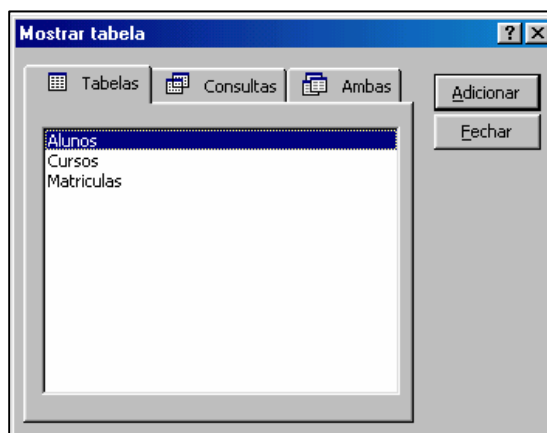 Mostrar tabela
Tabelas Consultas Ambas
Adicionar
Fechar
Alunos
Cursos
Matriculas